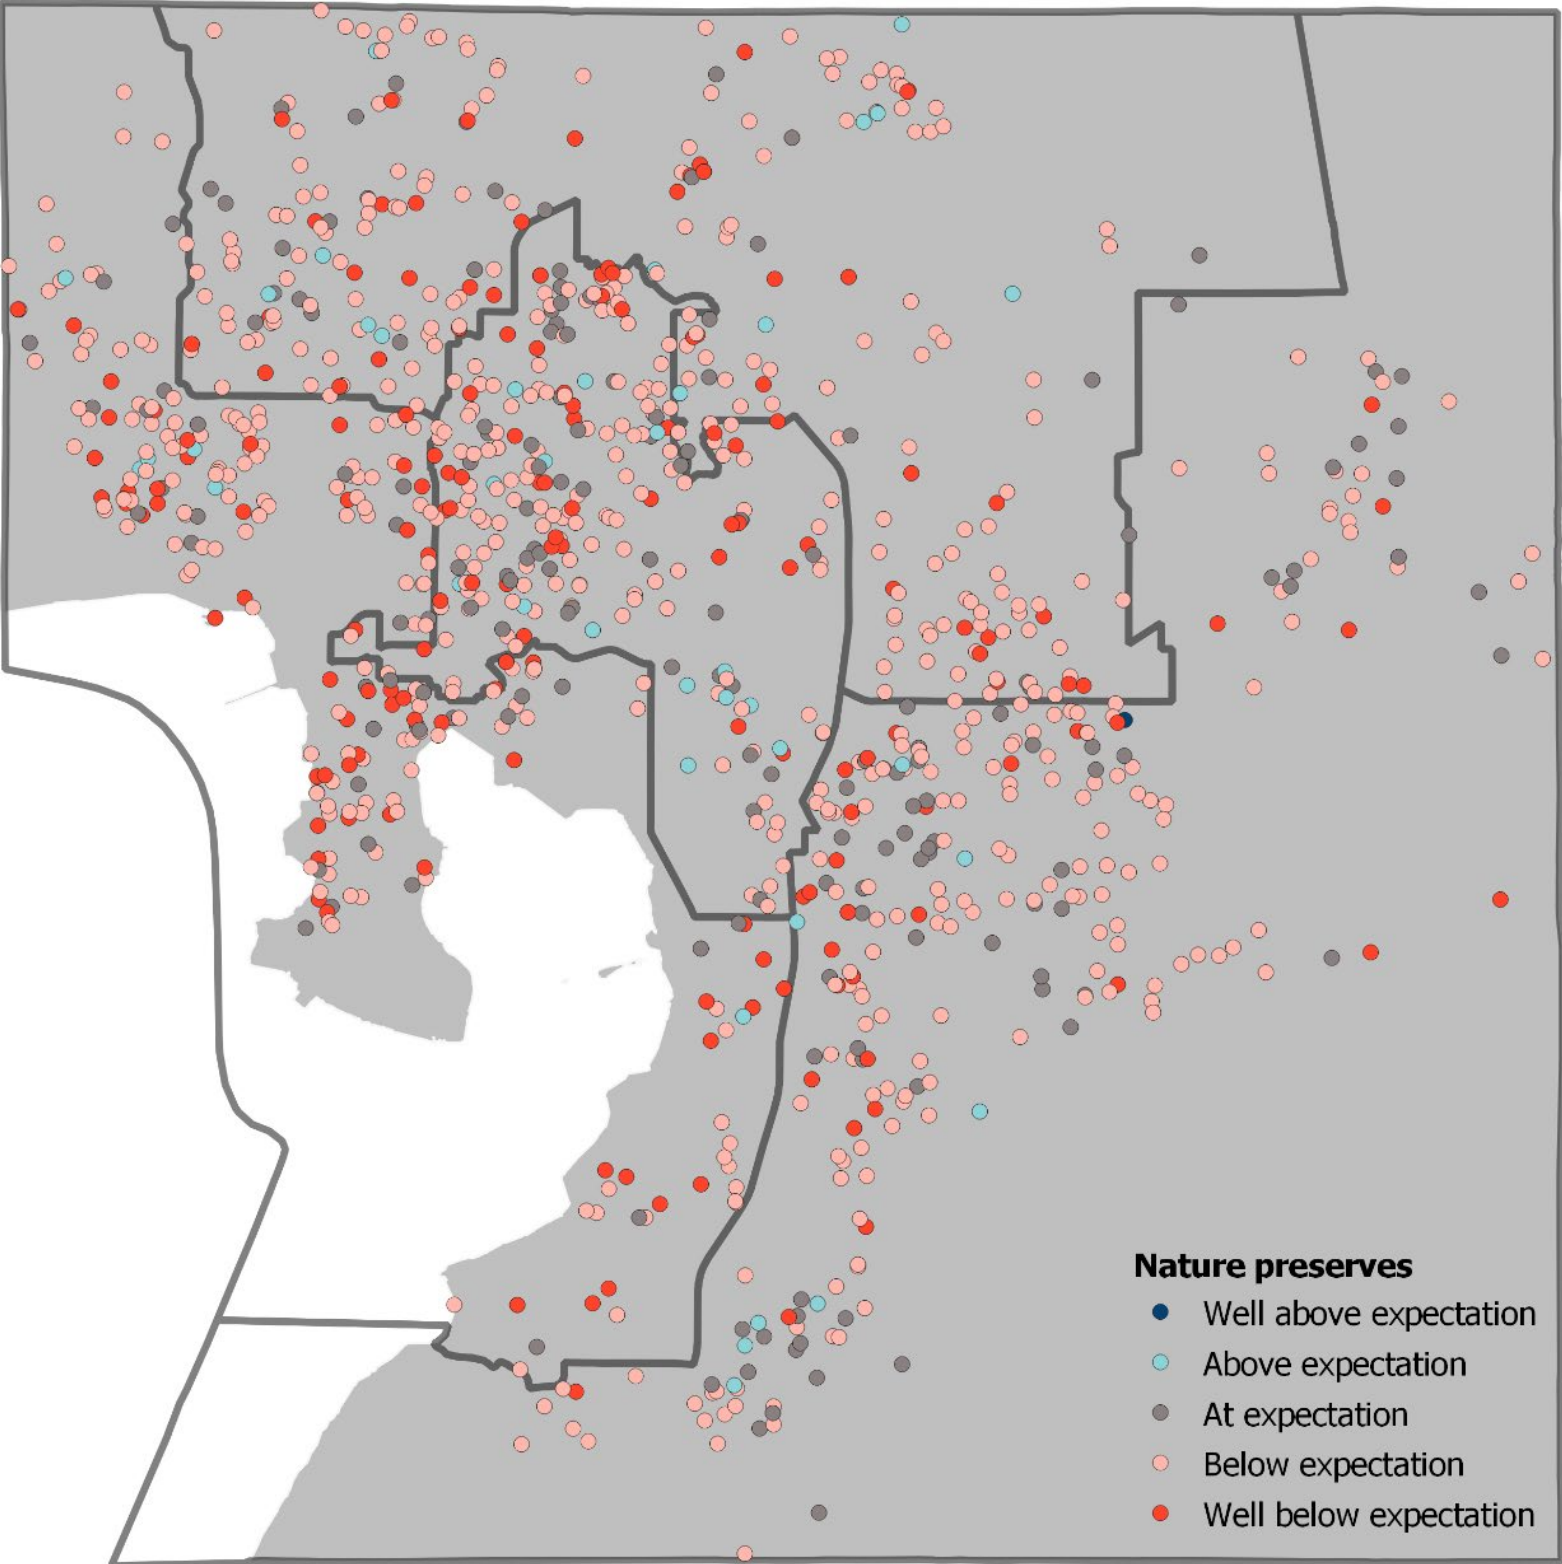 Nature preserves
Well above expectation
Above expectation
At expectation
Below expectation
Well below expectation